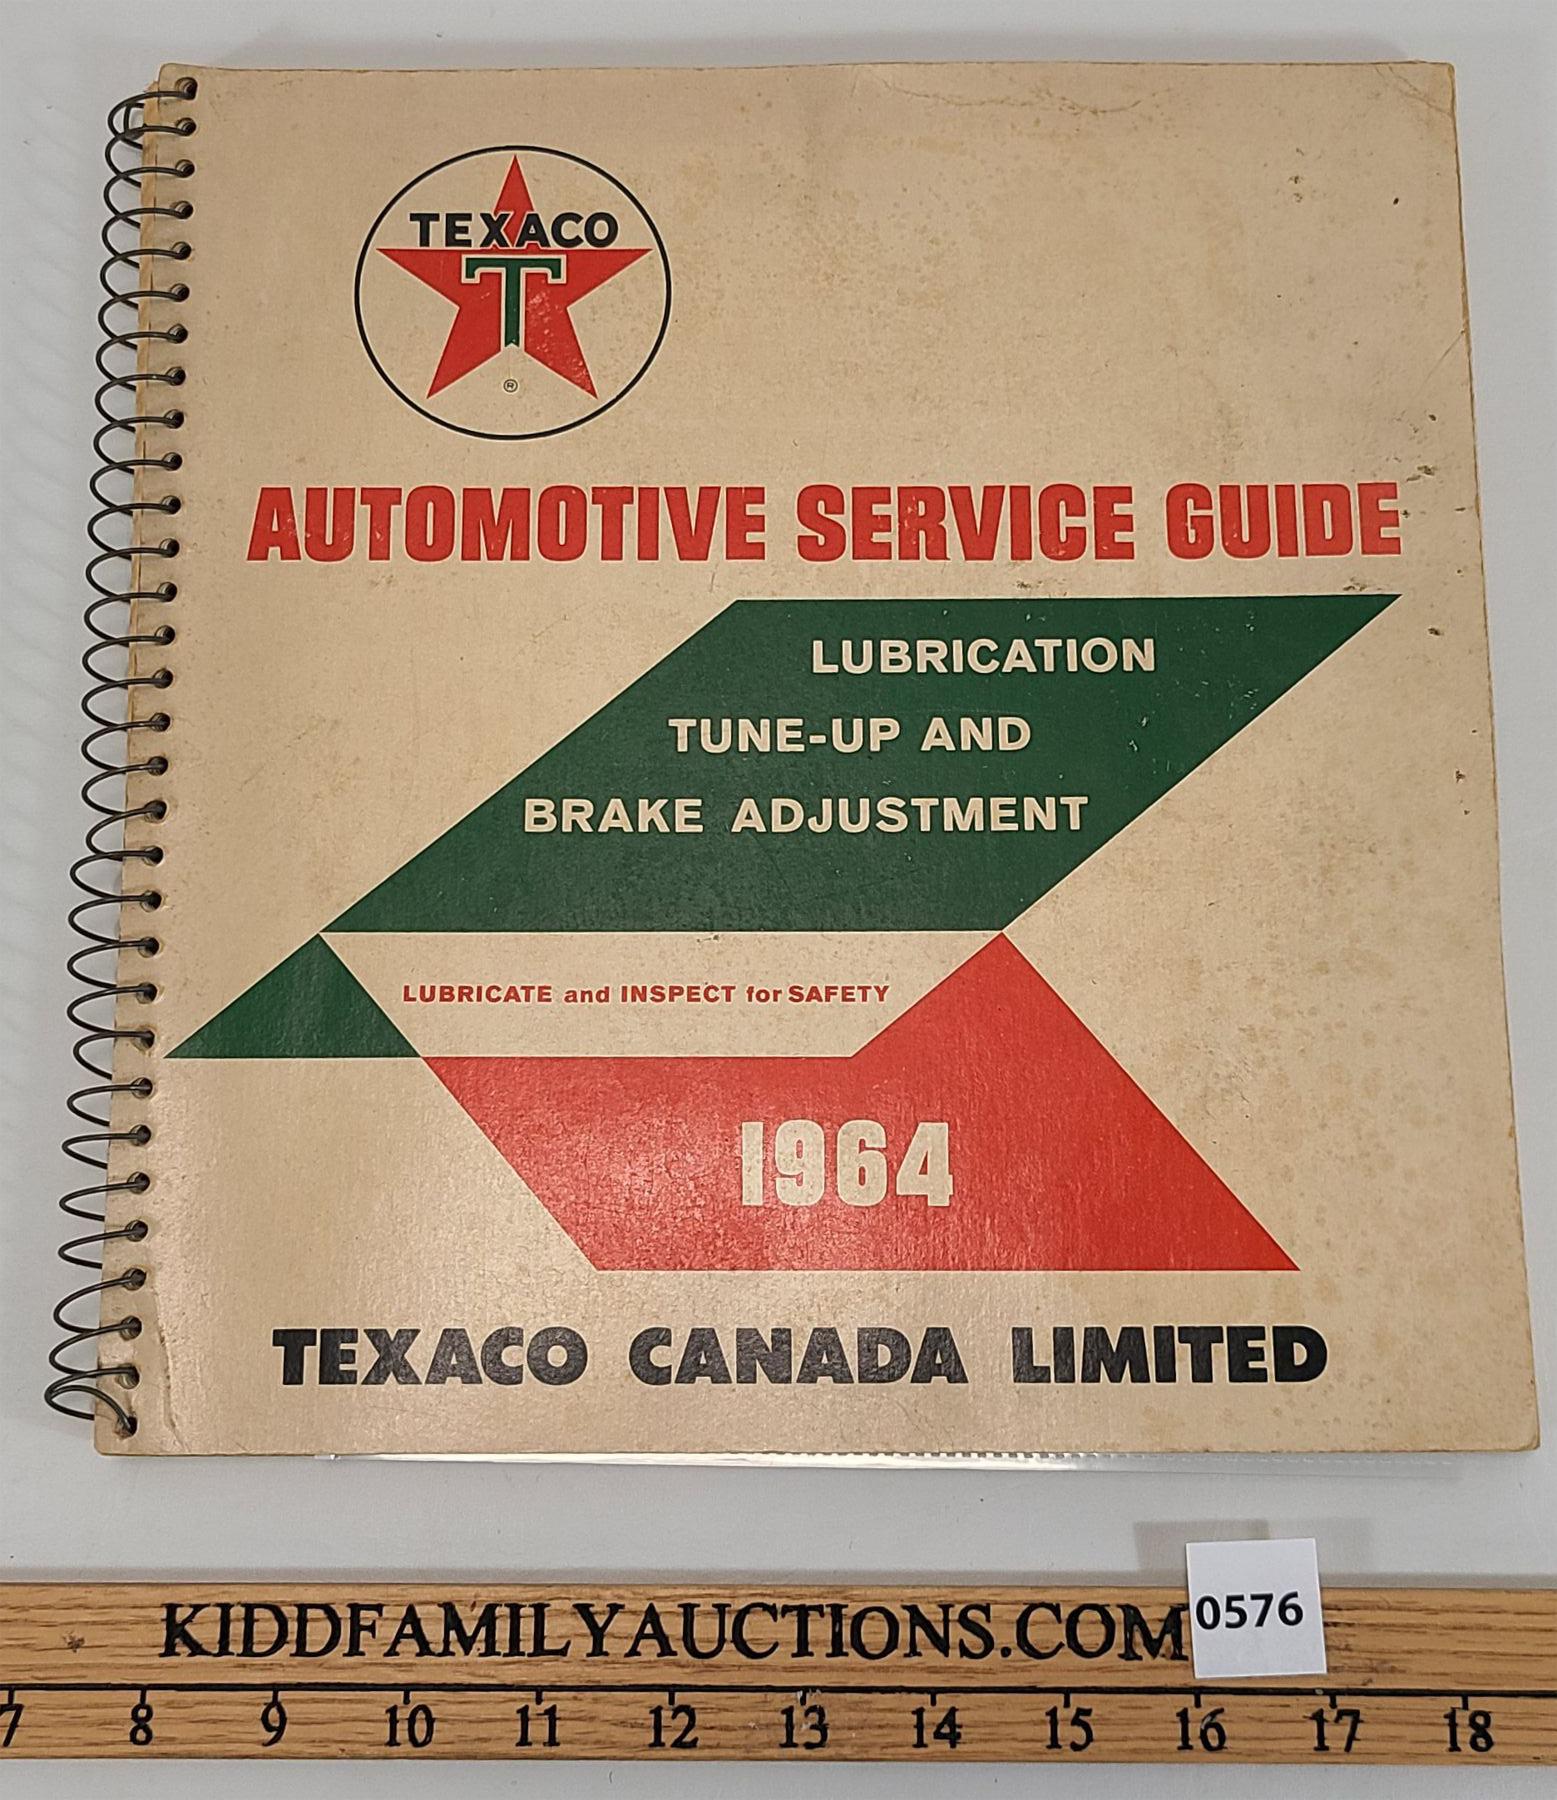 TEXACO
T
®
AUTOMOTIVE SERVICE GUIDE
LUBRICATION
TUNE-UP AND
BRAKE ADJUSTMENT
LUBRICATE and INSPECT for SAFETY
1964
TEXACO CANADA LIMITED
KIDDFAMILYAUCTIONS.COM
0576
7 8 9 10 11 12 13 14 15 16 17 18